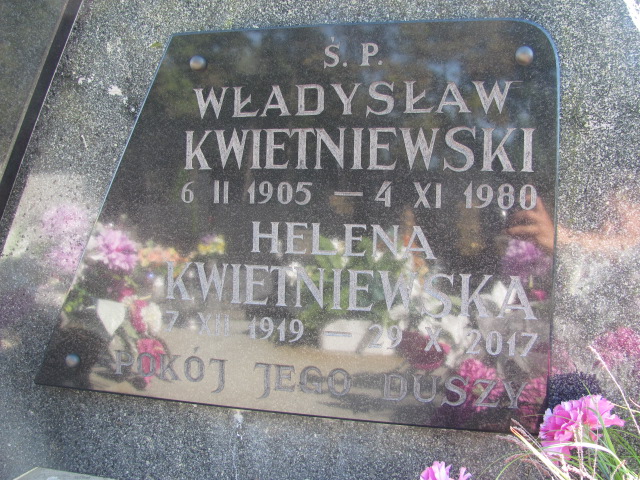 Ś. P.
WŁADYSŁAW
KWIETNIEWSKI
6 II 1905 — 4 XI 1980
HELENA
KWIETNIEWSKA
7 XII 1919 — 29 X 2017
POKÓJ JEGO DUSZY